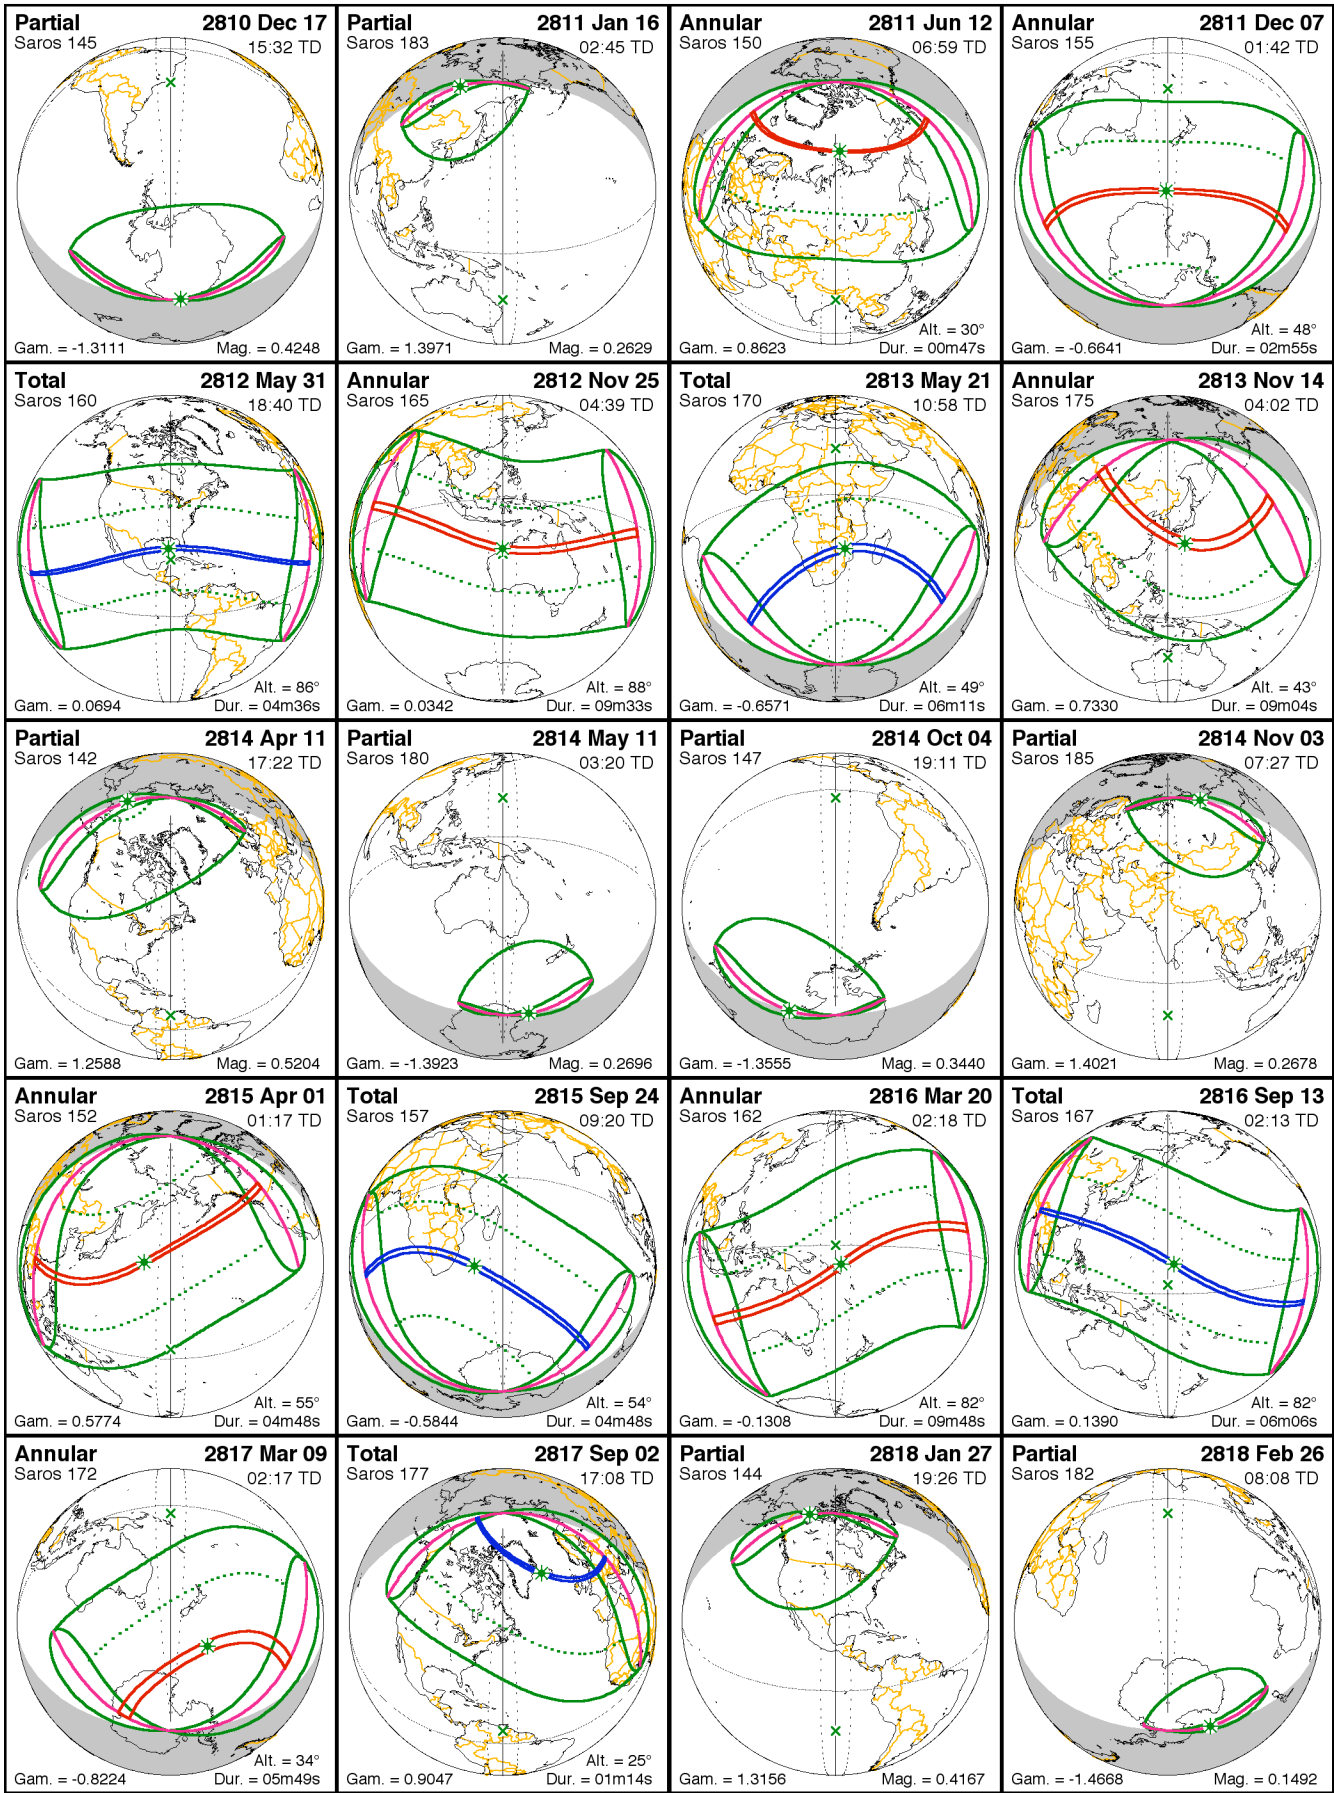 Partial 2810 Dec 17
Saros 145 15:32 TD
Gam. = -1.3111 Mag. = 0.4248
Partial 2811 Jan 16
Saros 183 02:45 TD
Gam. = 1.3971 Mag. = 0.2629
Annular 2811 Jun 12
Saros 150 06:59 TD
Alt. = 30°
Gam. = 0.8623 Dur. = 00m47s
Annular 2811 Dec 07
Saros 155 01:42 TD
Alt. = 48°
Gam. = -0.6641 Dur. = 02m55s
Total 2812 May 31
Saros 160 18:40 TD
Alt. = 86°
Gam. = 0.0694 Dur. = 04m36s
Annular 2812 Nov 25
Saros 165 04:39 TD
Alt. = 88°
Gam. = 0.0342 Dur. = 09m33s
Total 2813 May 21
Saros 170 10:58 TD
Alt. = 49°
Gam. = -0.6571 Dur. = 06m11s
Annular 2813 Nov 14
Saros 175 04:02 TD
Alt. = 43°
Gam. = 0.7330 Dur. = 09m04s
Partial 2814 Apr 11
Saros 142 17:22 TD
Gam. = 1.2588 Mag. = 0.5204
Partial 2814 May 11
Saros 180 03:20 TD
Gam. = -1.3923 Mag. = 0.2696
Partial 2814 Oct 04
Saros 147 19:11 TD
Gam. = -1.3555 Mag. = 0.3440
Partial 2814 Nov 03
Saros 185 07:27 TD
Gam. = 1.4021 Mag. = 0.2678
Annular 2815 Apr 01
Saros 152 01:17 TD
Alt. = 55°
Gam. = 0.5774 Dur. = 04m48s
Total 2815 Sep 24
Saros 157 09:20 TD
Alt. = 54°
Gam. = -0.5844 Dur. = 04m48s
Annular 2816 Mar 20
Saros 162 02:18 TD
Alt. = 82°
Gam. = -0.1308 Dur. = 09m48s
Total 2816 Sep 13
Saros 167 02:13 TD
Alt. = 82°
Gam. = 0.1390 Dur. = 06m06s
Annular 2817 Mar 09
Saros 172 02:17 TD
Alt. = 34°
Gam. = -0.8224 Dur. = 05m49s
Total 2817 Sep 02
Saros 177 17:08 TD
Alt. = 25°
Gam. = 0.9047 Dur. = 01m14s
Partial 2818 Jan 27
Saros 144 19:26 TD
Gam. = 1.3156 Mag. = 0.4167
Partial 2818 Feb 26
Saros 182 08:08 TD
Gam. = -1.4668 Mag. = 0.1492